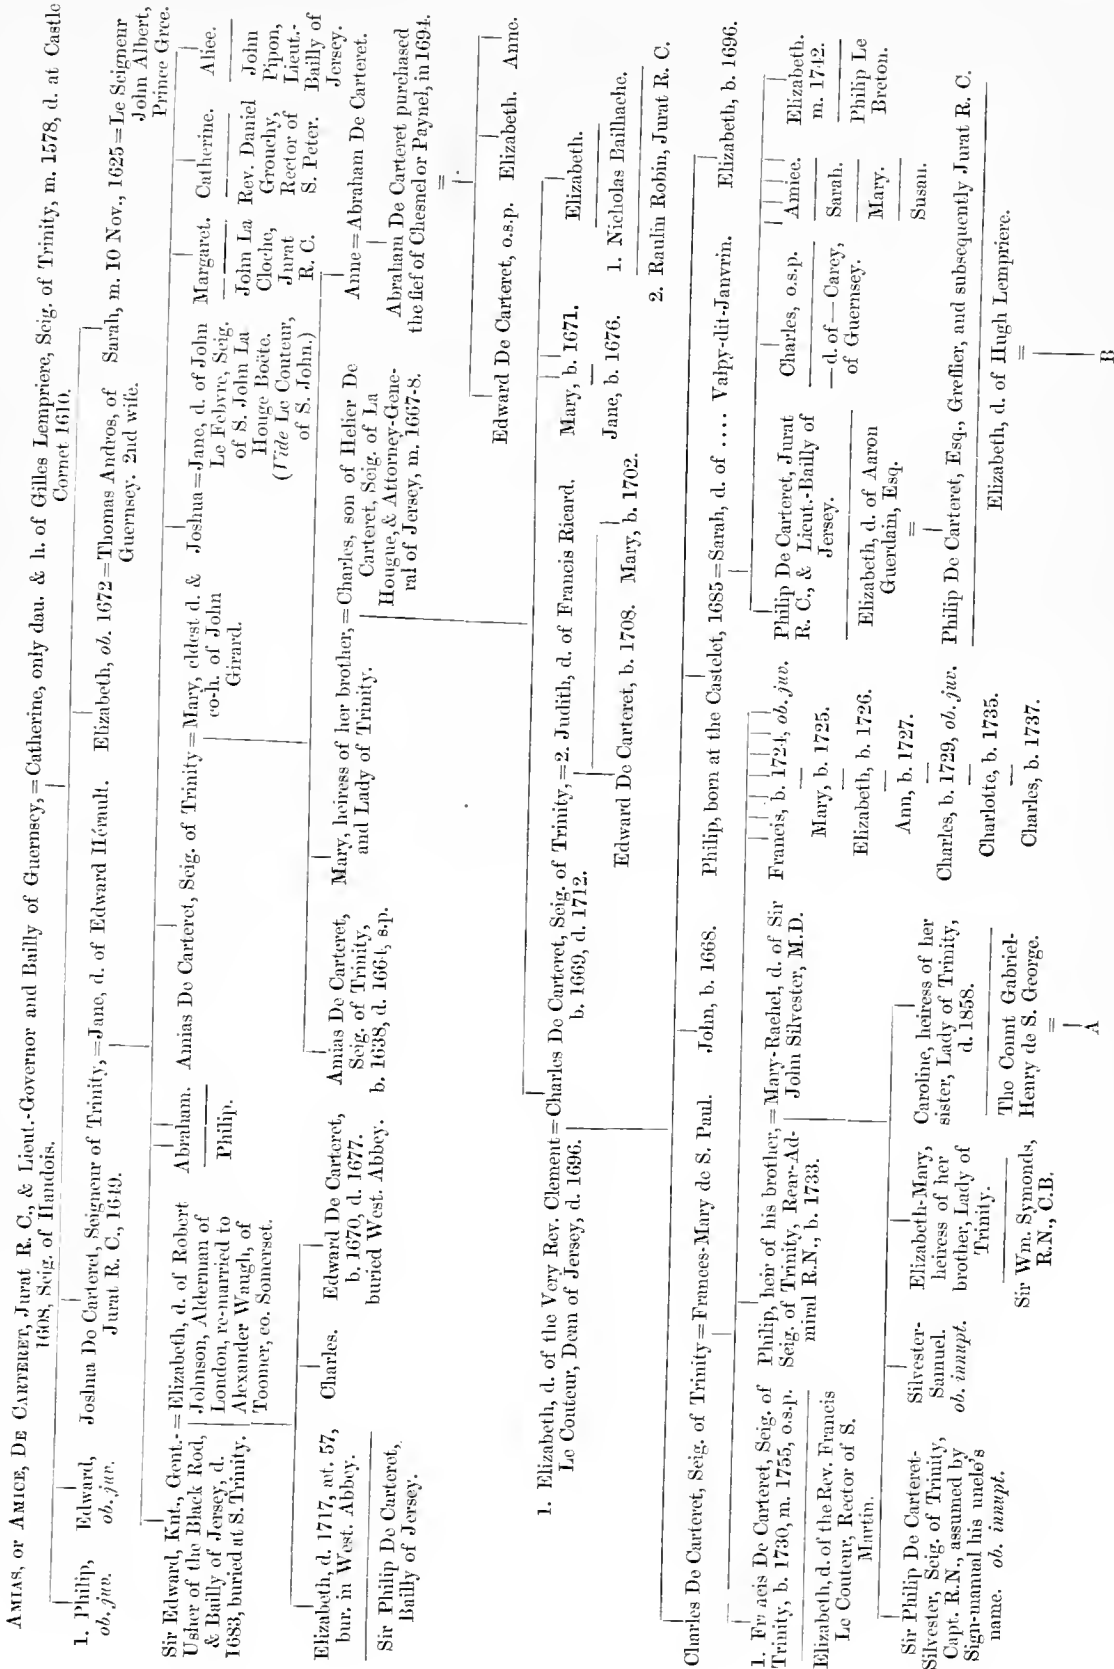 AMIAS, or AMICE, DE CARTERET, Jurat R. C., & Lieut.-Governor and Bailly of Guernsey, = Catherine, only dau. & h. of Gilles Lempriere, Seig. of Trinity, m. 1578, d. at Castle
1608, Seig. of Handois.
Cornet 1610.
1. Philip,
ob. juv.
Edward,
ob. juv.
Joshua De Carteret, Seigneur of Trinity, = Jane, d. of Edward Hérault.
Jurat R. C., 1649.
Elizabeth, ob. 1672 = Thomas Andros, of
Guernsey. 2nd wife.
Sarah, m. 10 Nov., 1625 = Le Seigneur
John Albert,
Prince Gree.
Sir Edward, Knt., Gent.- = Elizabeth, d. of Robert
Usher of the Black Rod,
& Bailly of Jersey, d.
1683, buried at S. Trinity.
Johnson, Alderman of
London, re-married to
Alexander Waugh, of
Toomer, co. Somerset.
Abraham.
Philip.
Amias De Carteret, Seig. of Trinity = Mary, eldest d. &
co-h. of John
Girard.
Joshua = Jane, d. of John
Le Febvre, Seig.
of S. John La
Houge Boëte.
(Vide Le Couteur,
of S. John.)
Margaret.
John La
Cloche,
Jurat
R. C.
Catherine.
Rev. Daniel
Grouchy,
Rector of
S. Peter.
Alice.
John
Pipon,
Lieut.-
Bailly of
Jersey.
Elizabeth, d. 1717, æt. 57,
bur. in West. Abbey.
Sir Philip De Carteret,
Bailly of Jersey.
Charles.
Edward De Carteret,
b. 1670, d. 1677.
buried West. Abbey.
Amias De Carteret,
Seig. of Trinity,
b. 1638, d. 1664, s.p.
Mary, heiress of her brother, = Charles, son of Helier De
and Lady of Trinity.
Carteret, Seig. of La
Hougue, & Attorney-Gene-
ral of Jersey, m. 1667-8.
Anne = Abraham De Carteret.
Abraham De Carteret purchased
the fief of Chesnel or Paynel, in 1694.
=
Edward De Carteret, o.s.p.
Elizabeth.
Anne.
1. Elizabeth, d. of the Very Rev. Clement = Charles De Carteret, Seig. of Trinity, = 2. Judith, d. of Francis Ricard.
Le Couteur, Dean of Jersey, d. 1696.
b. 1669, d. 1712.
Mary, b. 1671.
Jane, b. 1676.
Elizabeth.
1. Nicholas Bailhache.
2. Raulin Robin, Jurat R. C.
Edward De Carteret, b. 1708.
Mary, b. 1702.
Charles De Carteret, Seig. of Trinity = Frances-Mary de S. Paul.
John, b. 1668.
Philip, born at the Castelet, 1685 = Sarah, d. of .... Valpy-dit-Janvrin.
Elizabeth, b. 1696.
1. Francis De Carteret, Seig. of
Trinity, b. 1730, m. 1755, o.s.p.
Elizabeth, d. of the Rev. Francis
Le Couteur, Rector of S.
Martin.
Philip, heir of his brother, = Mary-Rachel, d. of Sir
Seig. of Trinity, Rear-Ad-
miral R.N., b. 1733.
John Silvester, M.D.
Francis, b. 1724, ob. juv.
Mary, b. 1725.
Elizabeth, b. 1726.
Ann, b. 1727.
Charles, b. 1729, ob. juv.
Charlotte, b. 1735.
Charles, b. 1737.
Philip De Carteret, Jurat
R. C., & Lieut.-Bailly of
Jersey.
Elizabeth, d. of Aaron
Guerdain, Esq.
=
Charles, o.s.p.
— d. of — Carey,
of Guernsey.
Amice.
Sarah.
Mary.
Susan.
Elizabeth.
m. 1742.
Philip Le
Breton.
Philip De Carteret, Esq., Greffier, and subsequently Jurat R. C.
Elizabeth, d. of Hugh Lempriere.
=
B
Sir Philip De Carteret-
Silvester, Seig. of Trinity,
Capt. R.N., assumed by
Sign-manual his uncle's
name. ob. innupt.
Silvester-
Samuel.
ob. innupt.
Elizabeth-Mary,
heiress of her
brother, Lady of
Trinity.
Sir Wm. Symonds,
R.N., C.B.
Caroline, heiress of her
sister, Lady of Trinity,
d. 1858.
The Count Gabriel-
Henry de S. George.
=
A